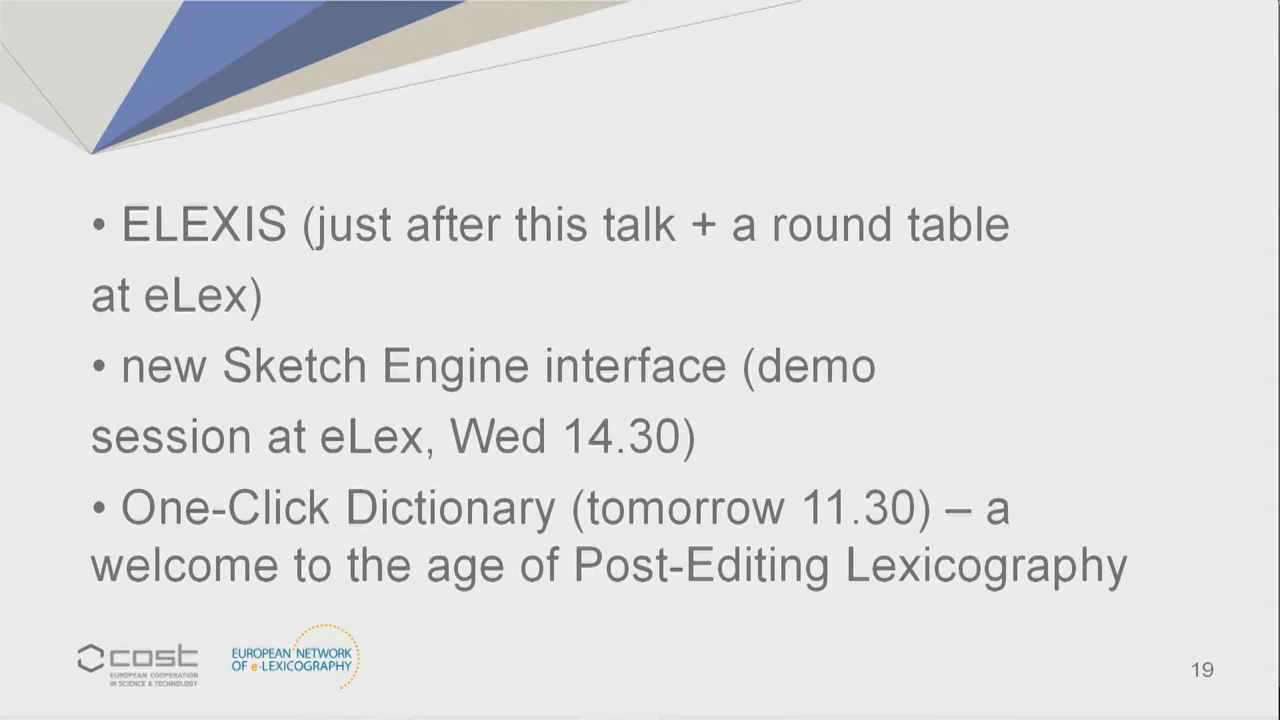 • ELEXIS (just after this talk + a round table
at eLex)
• new Sketch Engine interface (demo
session at eLex, Wed 14.30)
• One-Click Dictionary (tomorrow 11.30) – a
welcome to the age of Post-Editing Lexicography
cost
EUROPEAN COOPERATION
IN SCIENCE & TECHNOLOGY
EUROPEAN NETWORK
OF e-LEXICOGRAPHY
19